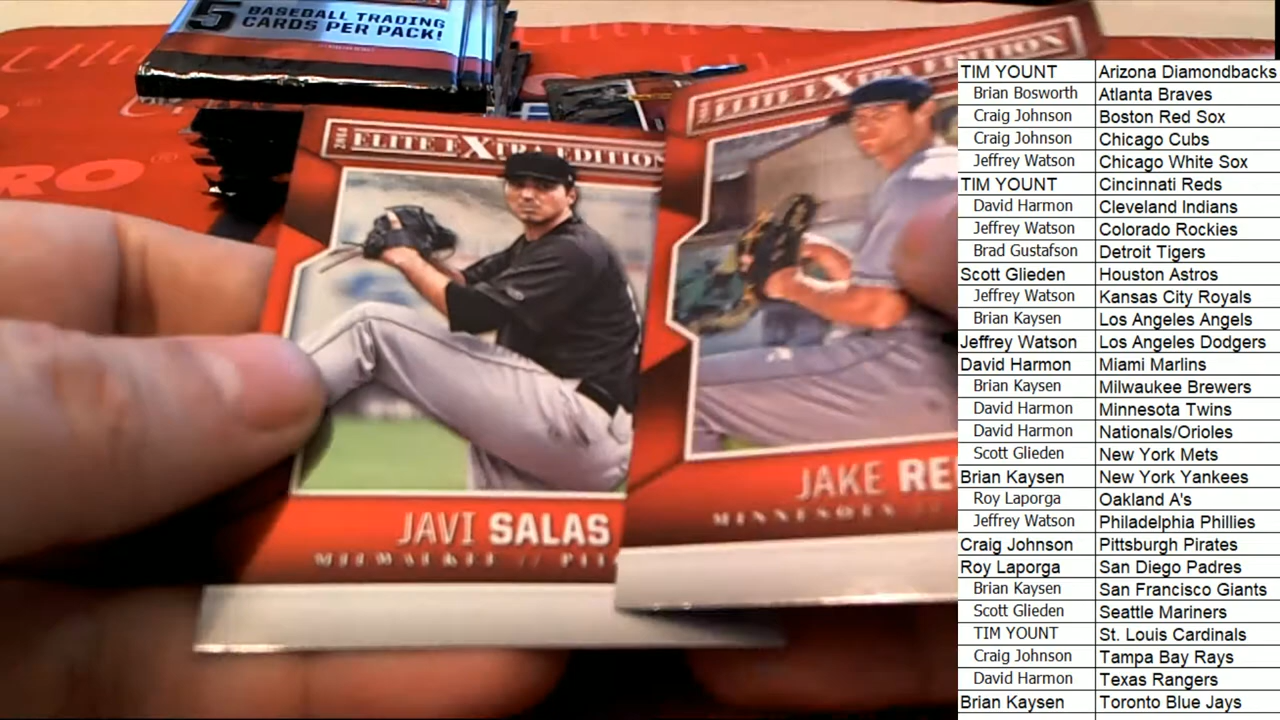 5 BASEBALL TRADING
CARDS PER PACK!
RO®
2014 ELITE EXTRA EDITION
ELITE EXTRA EDITION
JAVI SALAS
MILWAUKEE // PIT
JAKE RE
MINNESOTA //
TIM YOUNT Arizona Diamondbacks
Brian Bosworth Atlanta Braves
Craig Johnson Boston Red Sox
Craig Johnson Chicago Cubs
Jeffrey Watson Chicago White Sox
TIM YOUNT Cincinnati Reds
David Harmon Cleveland Indians
Jeffrey Watson Colorado Rockies
Brad Gustafson Detroit Tigers
Scott Glieden Houston Astros
Jeffrey Watson Kansas City Royals
Brian Kaysen Los Angeles Angels
Jeffrey Watson Los Angeles Dodgers
David Harmon Miami Marlins
Brian Kaysen Milwaukee Brewers
David Harmon Minnesota Twins
David Harmon Nationals/Orioles
Scott Glieden New York Mets
Brian Kaysen New York Yankees
Roy Laporga Oakland A's
Jeffrey Watson Philadelphia Phillies
Craig Johnson Pittsburgh Pirates
Roy Laporga San Diego Padres
Brian Kaysen San Francisco Giants
Scott Glieden Seattle Mariners
TIM YOUNT St. Louis Cardinals
Craig Johnson Tampa Bay Rays
David Harmon Texas Rangers
Brian Kaysen Toronto Blue Jays